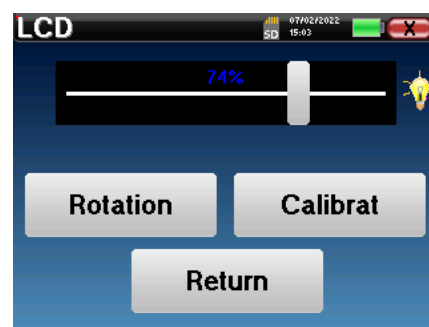 LCD
SD
07/02/2022
15:03
X
74%
Rotation
Calibrat
Return